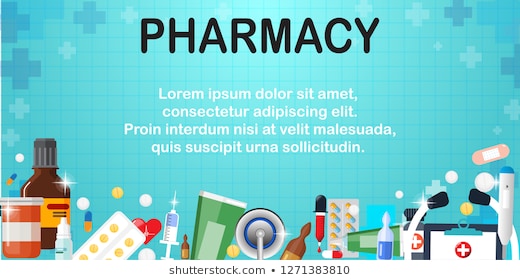 PHARMACY
Lorem ipsum dolor sit amet,
consectetur adipiscing elit.
Proin interdum nisi at velit malesuada,
quis suscipit urna sollicitudin.
shutterstock.com • 1271383810